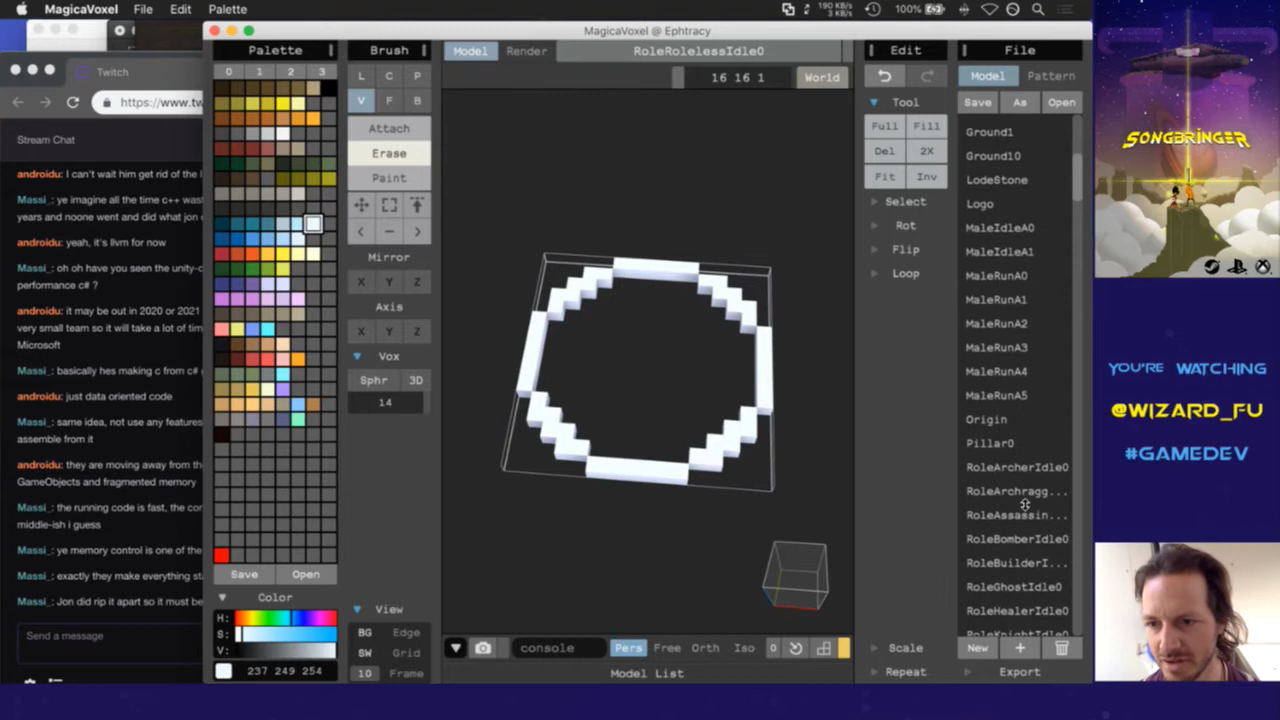 MagicaVoxel File Edit Palette
190 KB/s
3 KB/s
100%
MagicaVoxel @ Ephtracy
Twitch
https://www.tw
Stream Chat
androidu: I can't wait him get rid of the l
Massi_: ye imagine all the time c++ was
years and noone went and did what jon
androidu: yeah, it's llvm for now
Massi_: oh oh have you seen the unity-c
performance c# ?
androidu: it may be out in 2020 or 2021
very small team so it will take a lot of tim
Microsoft
Massi_: basically hes making c from c#
androidu: just data oriented code
Massi_: same idea, not use any features
assemble from it
androidu: they are moving away from th
GameObjects and fragmented memory
Massi_: the running code is fast, the con
middle-ish i guess
Massi_: ye memory control is one of the
Massi_: exactly they make everything sta
Massi_: Jon did rip it apart so it must be
Send a message
Palette
0 1 2 3
Save Open
Color
H:
S:
V:
237 249 254
Brush
L C P
V F B
Attach
Erase
Paint
Mirror
X Y Z
Axis
X Y Z
Vox
Sphr 3D
14
View
BG Edge
SW Grid
10 Frame
Model Render RoleRolelessIdle0
16 16 1 World
console Pers Free Orth Iso 0
Model List
Edit
Tool
Full Fill
Del 2X
Fit Inv
Select
Rot
Flip
Loop
Scale
Repeat
File
Model Pattern
Save As Open
Ground1
Ground10
LodeStone
Logo
MaleIdleA0
MaleIdleA1
MaleRunA0
MaleRunA1
MaleRunA2
MaleRunA3
MaleRunA4
MaleRunA5
Origin
Pillar0
RoleArcherIdle0
RoleArchragg...
RoleAssassin...
RoleBomberIdle0
RoleBuilderI...
RoleGhostIdle0
RoleHealerIdle0
RoleKnightIdle0
New + 
Export
SONGBRINGER
YOU'RE WATCHING
@WIZARD_FU
#GAMEDEV